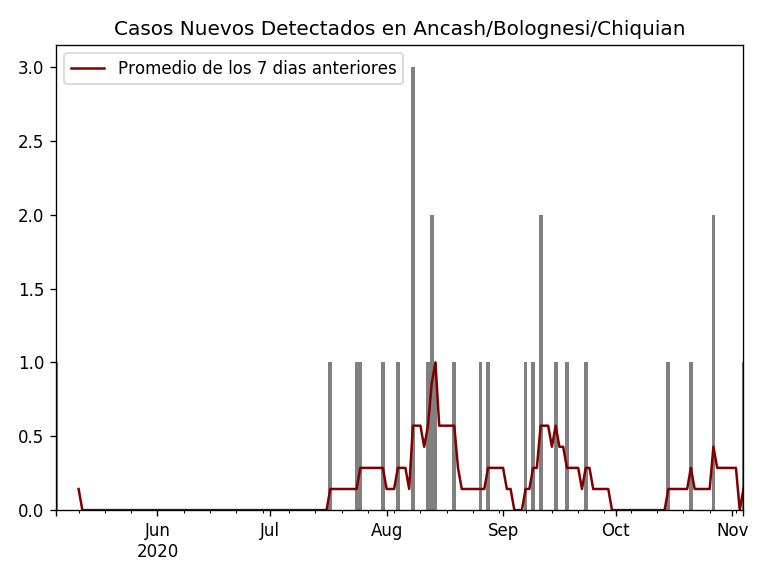 Casos Nuevos Detectados en Ancash/Bolognesi/Chiquian
Promedio de los 7 dias anteriores
3.0
2.5
2.0
1.5
1.0
0.5
0.0
Jun Jul Aug Sep Oct Nov
2020